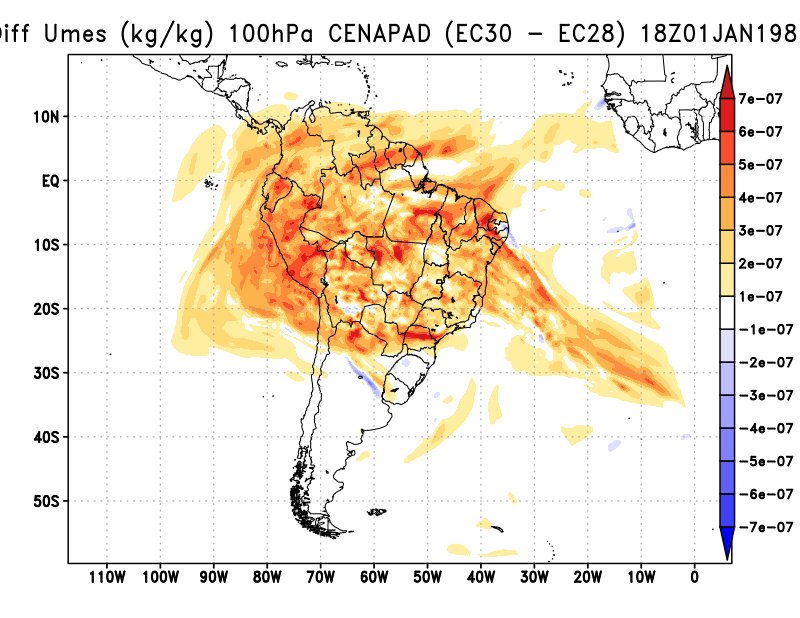 iff Umes (kg/kg) 100hPa CENAPAD (EC30 – EC28) 18Z01JAN198
10N
EQ
10S
20S
30S
40S
50S
110W 100W 90W 80W 70W 60W 50W 40W 30W 20W 10W 0
7e-07
6e-07
5e-07
4e-07
3e-07
2e-07
1e-07
-1e-07
-2e-07
-3e-07
-4e-07
-5e-07
-6e-07
-7e-07